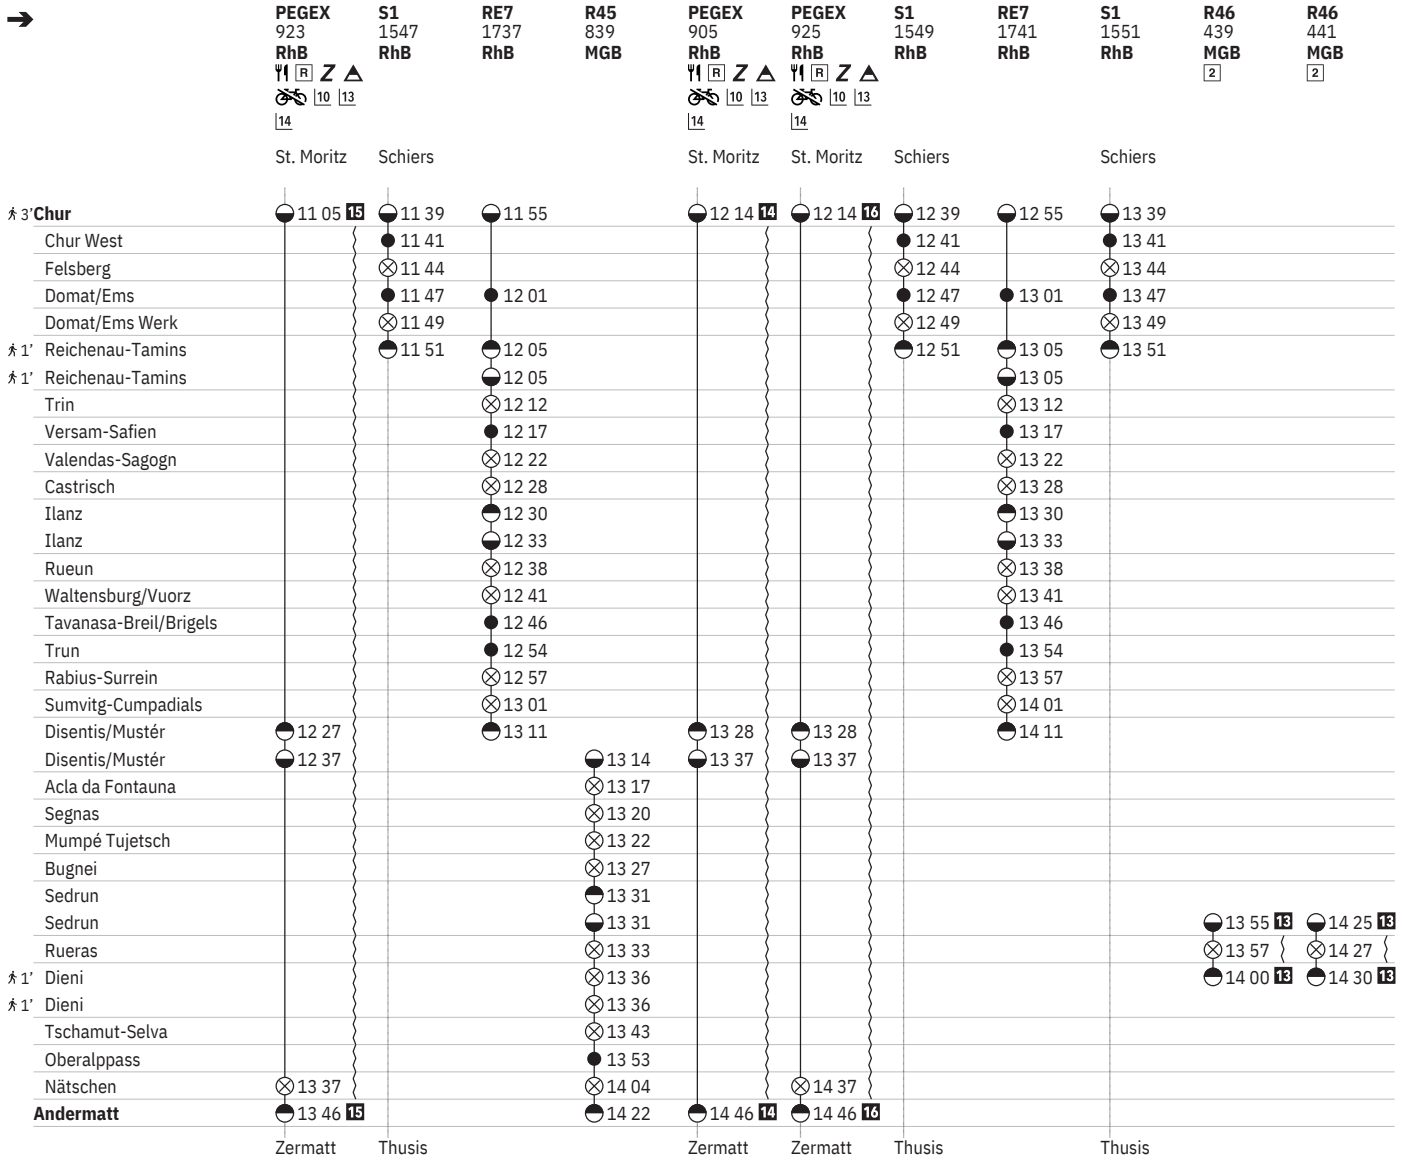 PEGEX S1 RE7 R45 PEGEX PEGEX S1 RE7 S1 R46 R46
923 1547 1737 839 905 925 1549 1741 1551 439 441
RhB RhB RhB MGB RhB RhB RhB RhB RhB MGB MGB
R Z R Z R Z 2 2
10 13 10 13 10 13
14 14 14
St. Moritz Schiers St. Moritz St. Moritz Schiers Schiers
3’ Chur 11 05 15 11 39 11 55 12 14 14 12 14 16 12 39 12 55 13 39
Chur West 11 41 12 41 13 41
Felsberg 11 44 12 44 13 44
Domat/Ems 11 47 12 01 12 47 13 01 13 47
Domat/Ems Werk 11 49 12 49 13 49
1’ Reichenau-Tamins 11 51 12 05 12 51 13 05 13 51
1’ Reichenau-Tamins 12 05 13 05
Trin 12 12 13 12
Versam-Safien 12 17 13 17
Valendas-Sagogn 12 22 13 22
Castrisch 12 28 13 28
Ilanz 12 30 13 30
Ilanz 12 33 13 33
Rueun 12 38 13 38
Waltensburg/Vuorz 12 41 13 41
Tavanasa-Breil/Brigels 12 46 13 46
Trun 12 54 13 54
Rabius-Surrein 12 57 13 57
Sumvitg-Cumpadials 13 01 14 01
Disentis/Mustér 12 27 13 11 13 28 13 28 14 11
Disentis/Mustér 12 37 13 14 13 37 13 37
Acla da Fontauna 13 17
Segnas 13 20
Mumpé Tujetsch 13 22
Bugnei 13 27
Sedrun 13 31
Sedrun 13 31 13 55 13 14 25 13
Rueras 13 33 13 57 14 27
1’ Dieni 13 36 14 00 13 14 30 13
1’ Dieni 13 36
Tschamut-Selva 13 43
Oberalppass 13 53
Nätschen 13 37 14 04 14 37
Andermatt 13 46 15 14 22 14 46 14 14 46 16
Zermatt Thusis Zermatt Zermatt Thusis Thusis